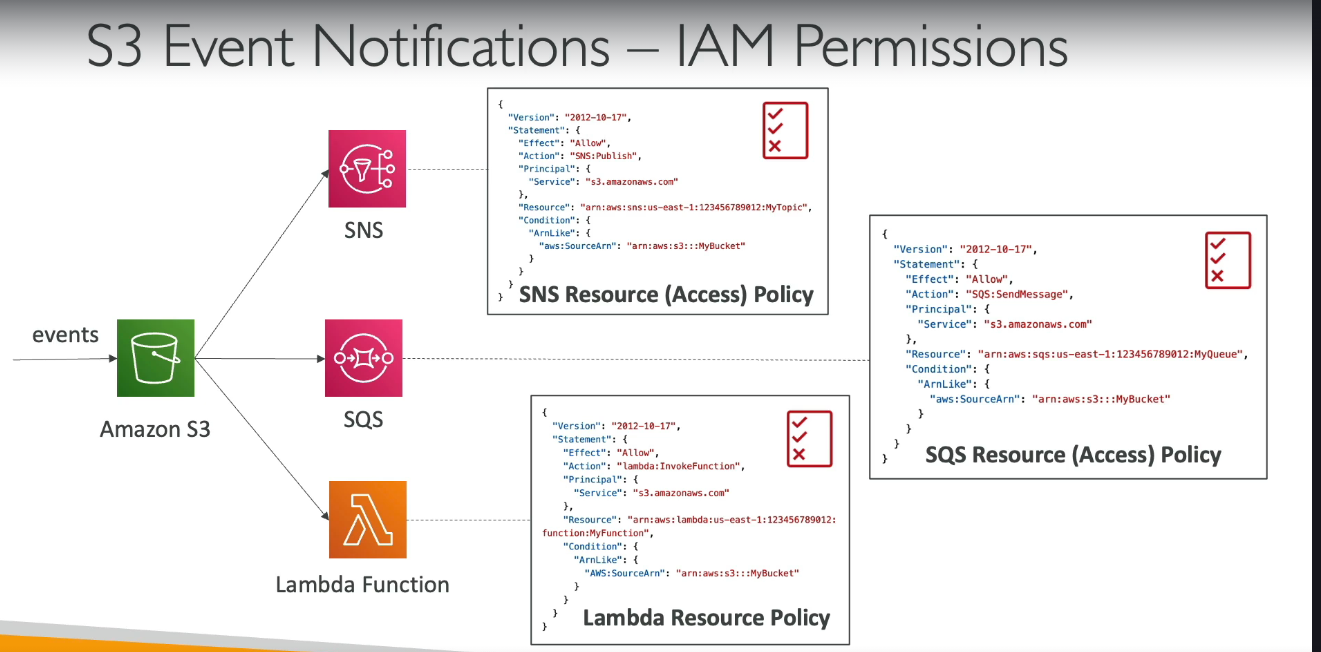 S3 Event Notifications – IAM Permissions
events
Amazon S3
SNS
SQS
Lambda Function
{
"Version": "2012-10-17",
"Statement": {
"Effect": "Allow",
"Action": "SNS:Publish",
"Principal": {
"Service": "s3.amazonaws.com"
},
"Resource": "arn:aws:sns:us-east-1:123456789012:MyTopic",
"Condition": {
"ArnLike": {
"aws:SourceArn": "arn:aws:s3:::MyBucket"
}
}
}
}
SNS Resource (Access) Policy
{
"Version": "2012-10-17",
"Statement": {
"Effect": "Allow",
"Action": "SQS:SendMessage",
"Principal": {
"Service": "s3.amazonaws.com"
},
"Resource": "arn:aws:sqs:us-east-1:123456789012:MyQueue",
"Condition": {
"ArnLike": {
"aws:SourceArn": "arn:aws:s3:::MyBucket"
}
}
}
}
SQS Resource (Access) Policy
{
"Version": "2012-10-17",
"Statement": {
"Effect": "Allow",
"Action": "lambda:InvokeFunction",
"Principal": {
"Service": "s3.amazonaws.com"
},
"Resource": "arn:aws:lambda:us-east-1:123456789012:
function:MyFunction",
"Condition": {
"ArnLike": {
"AWS:SourceArn": "arn:aws:s3:::MyBucket"
}
}
}
}
Lambda Resource Policy